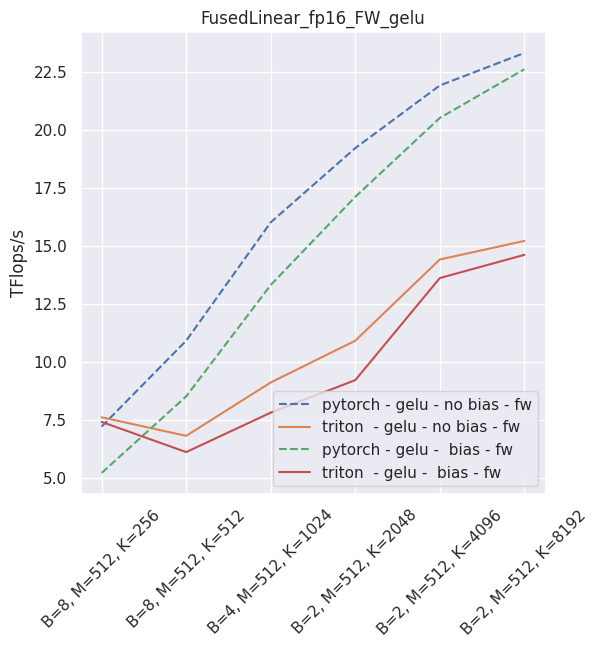 FusedLinear_fp16_FW_gelu
TFlops/s
22.5
20.0
17.5
15.0
12.5
10.0
7.5
5.0
pytorch - gelu - no bias - fw
triton  - gelu - no bias - fw
pytorch - gelu -  bias - fw
triton  - gelu -  bias - fw
B=8, M=512, K=256
B=8, M=512, K=512
B=4, M=512, K=1024
B=2, M=512, K=2048
B=2, M=512, K=4096
B=2, M=512, K=8192